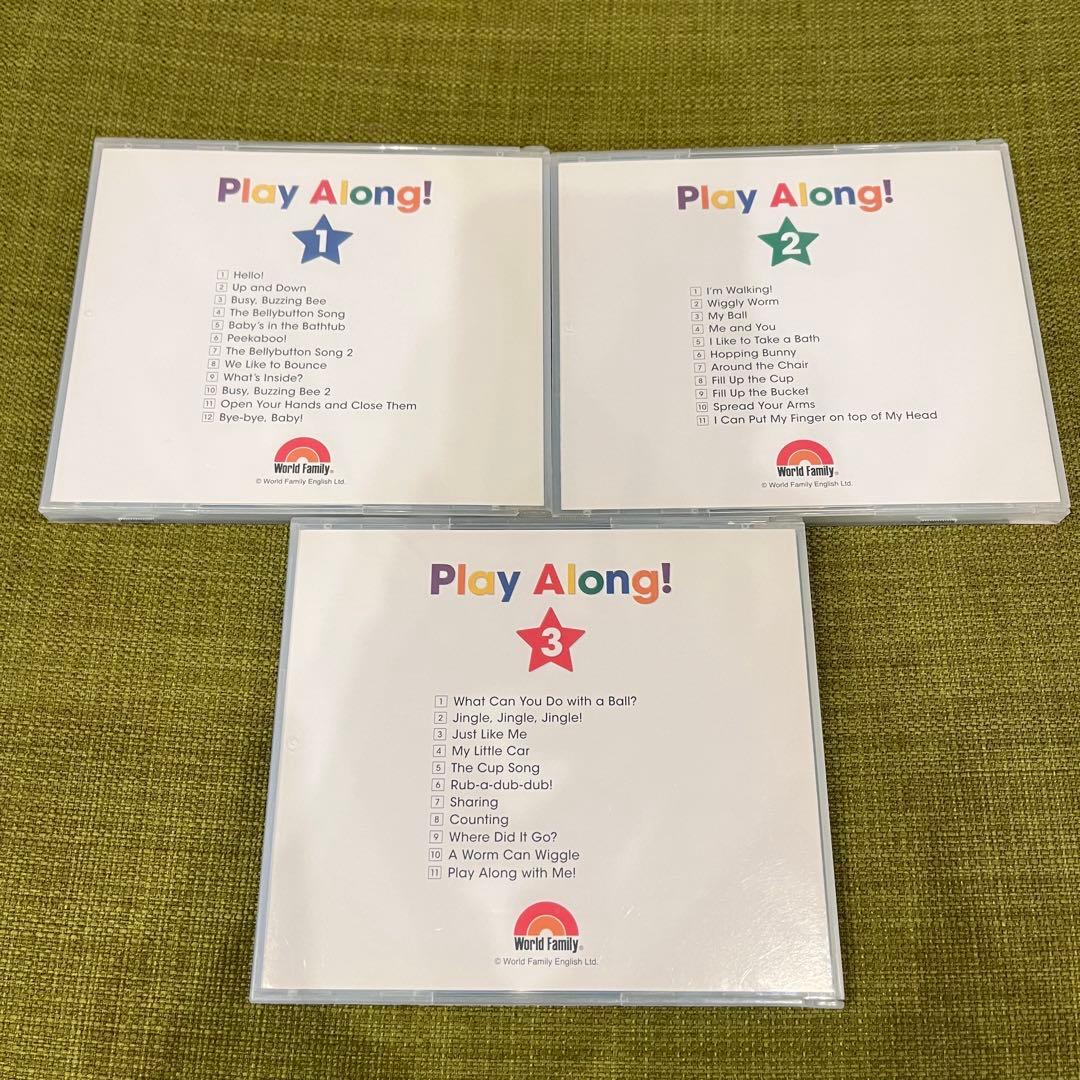 Play Along!
1
1 Hello!
2 Up and Down
3 Busy, Buzzing Bee
4 The Bellybutton Song
5 Baby's in the Bathtub
6 Peekaboo!
7 The Bellybutton Song 2
8 We Like to Bounce
9 What's Inside?
10 Busy, Buzzing Bee 2
11 Open Your Hands and Close Them
12 Bye-bye, Baby!
World Family®
© World Family English Ltd.
Play Along!
2
1 I'm Walking!
2 Wiggly Worm
3 My Ball
4 Me and You
5 I Like to Take a Bath
6 Hopping Bunny
7 Around the Chair
8 Fill Up the Cup
9 Fill Up the Bucket
10 Spread Your Arms
11 I Can Put My Finger on top of My Head
World Family®
© World Family English Ltd.
Play Along!
3
1 What Can You Do with a Ball?
2 Jingle, Jingle, Jingle!
3 Just Like Me
4 My Little Car
5 The Cup Song
6 Rub-a-dub-dub!
7 Sharing
8 Counting
9 Where Did It Go?
10 A Worm Can Wiggle
11 Play Along with Me!
World Family®
© World Family English Ltd.